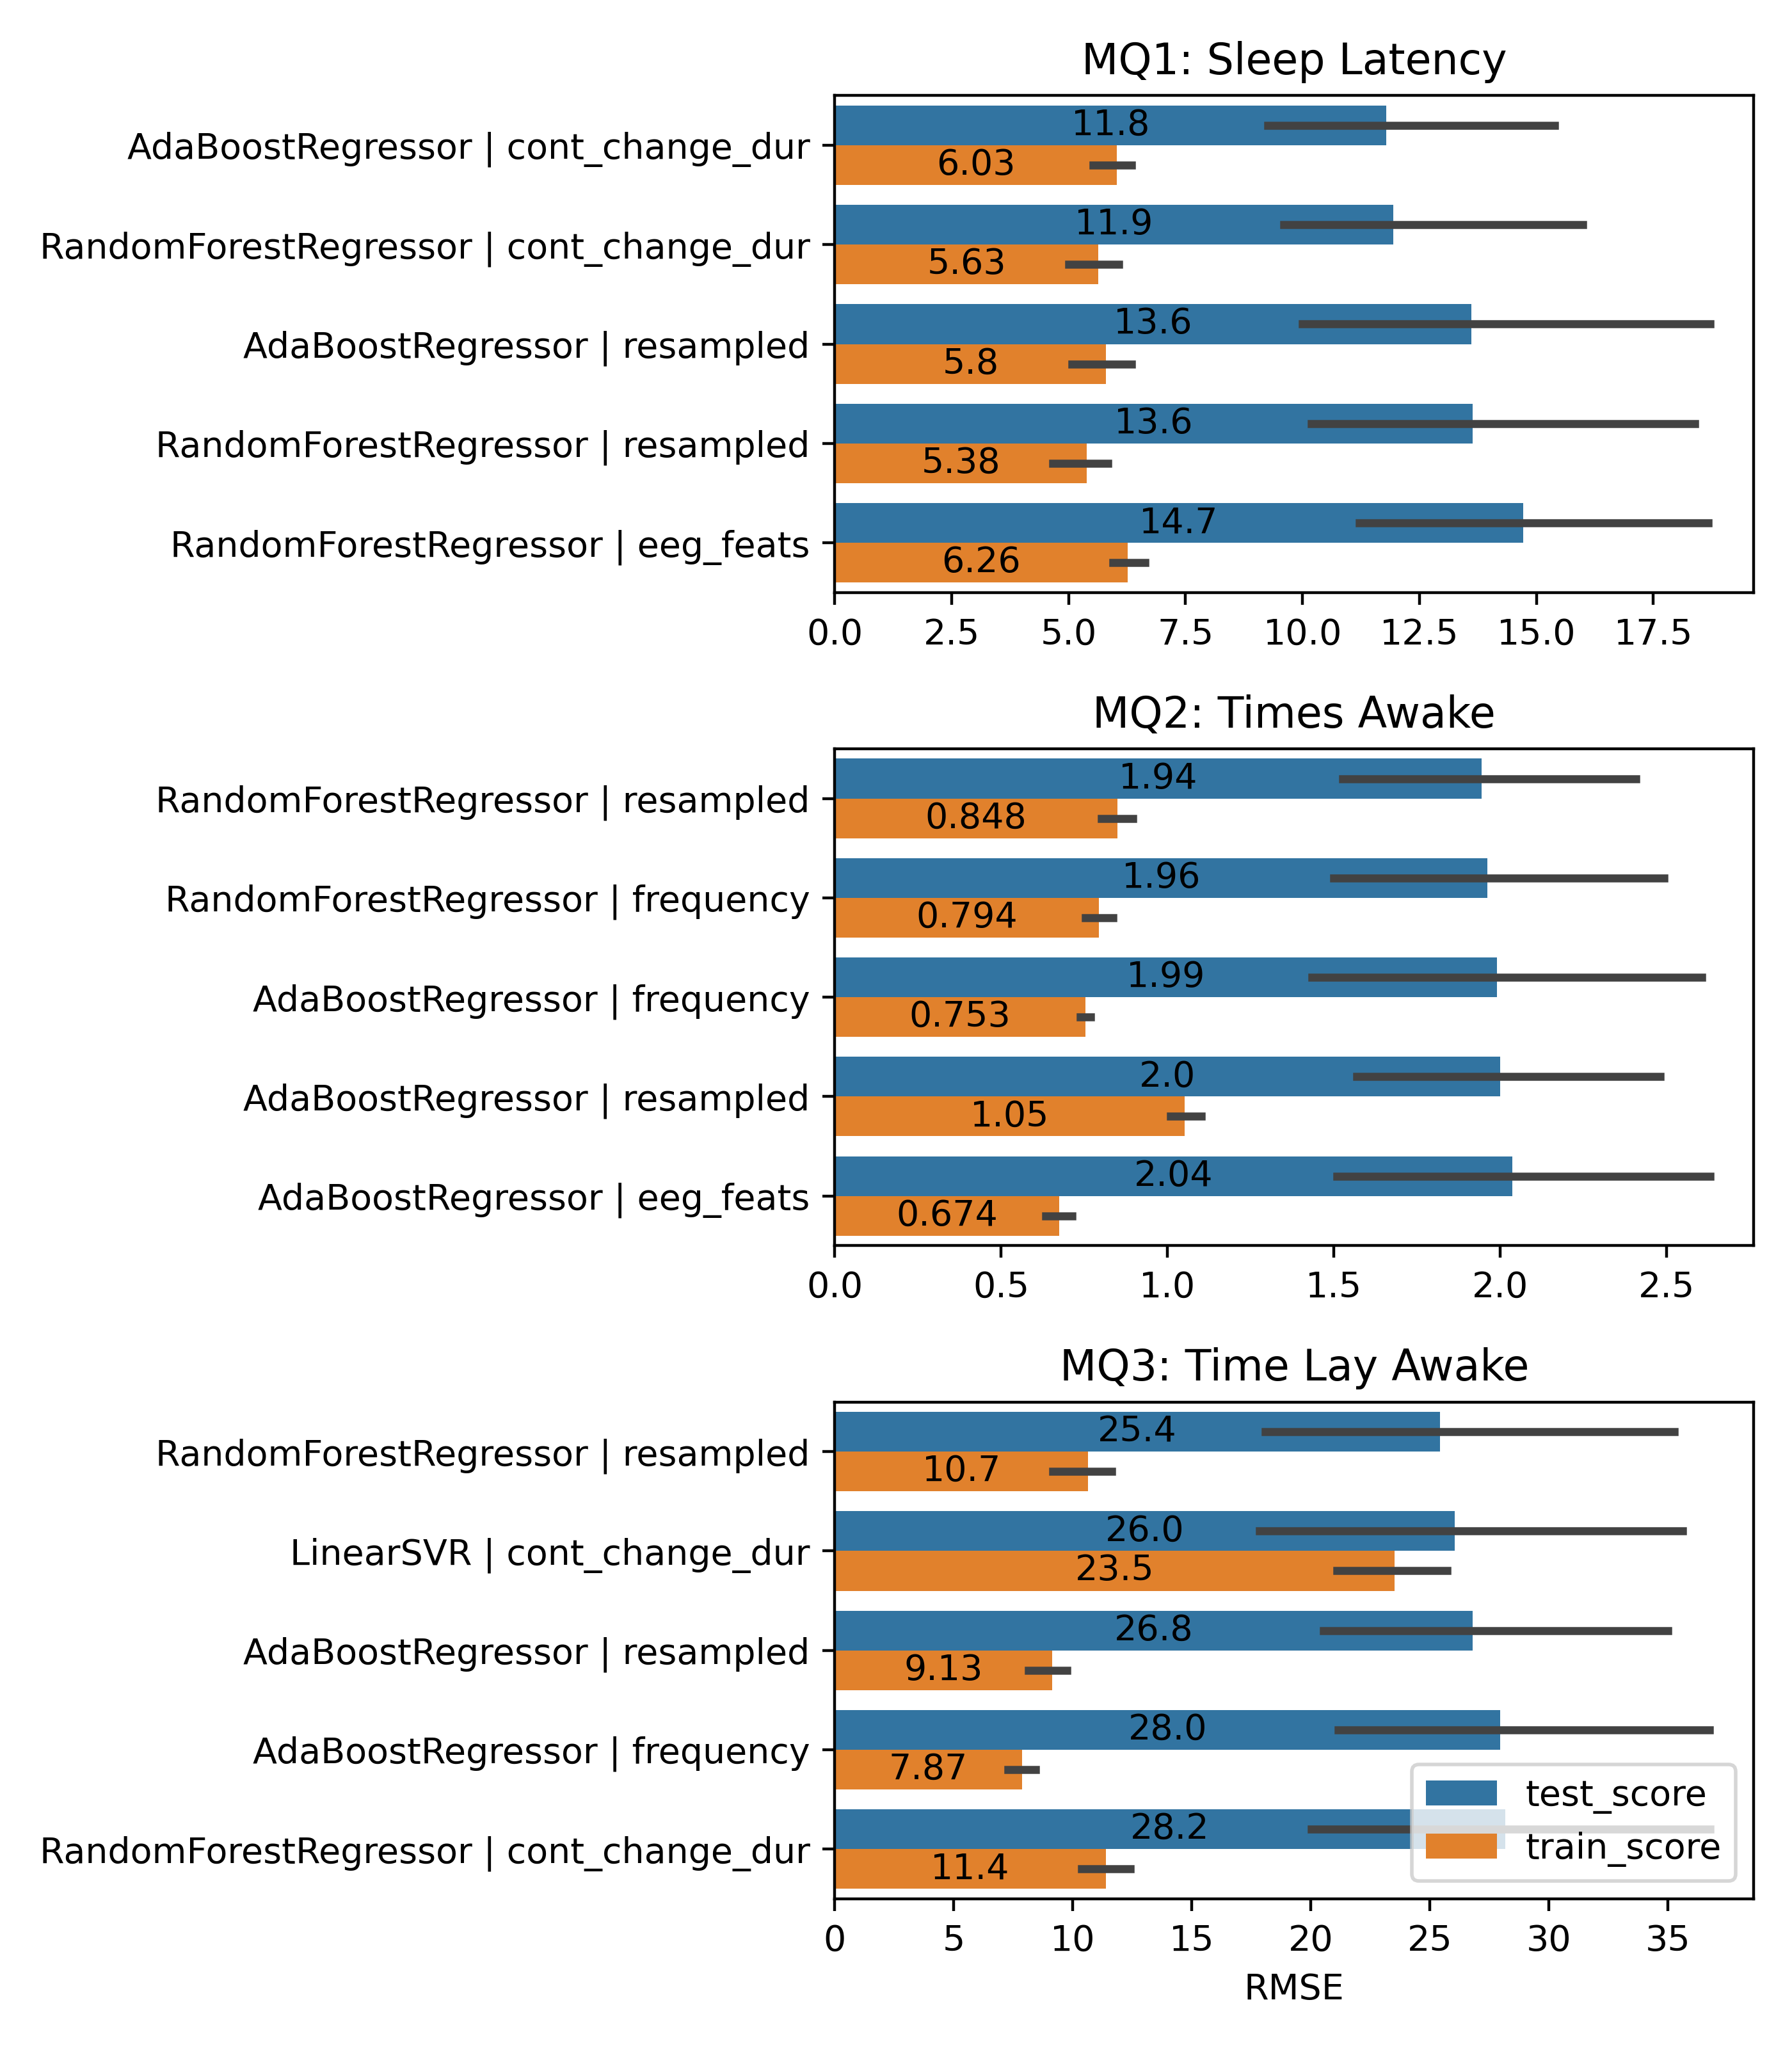 MQ1: Sleep Latency
AdaBoostRegressor | cont_change_dur
11.8
6.03
RandomForestRegressor | cont_change_dur
11.9
5.63
AdaBoostRegressor | resampled
13.6
5.8
RandomForestRegressor | resampled
13.6
5.38
RandomForestRegressor | eeg_feats
14.7
6.26
0.0 2.5 5.0 7.5 10.0 12.5 15.0 17.5
MQ2: Times Awake
RandomForestRegressor | resampled
1.94
0.848
RandomForestRegressor | frequency
1.96
0.794
AdaBoostRegressor | frequency
1.99
0.753
AdaBoostRegressor | resampled
2.0
1.05
AdaBoostRegressor | eeg_feats
2.04
0.674
0.0 0.5 1.0 1.5 2.0 2.5
MQ3: Time Lay Awake
RandomForestRegressor | resampled
25.4
10.7
LinearSVR | cont_change_dur
26.0
23.5
AdaBoostRegressor | resampled
26.8
9.13
AdaBoostRegressor | frequency
28.0
7.87
RandomForestRegressor | cont_change_dur
28.2
11.4
test_score
train_score
0 5 10 15 20 25 30 35
RMSE